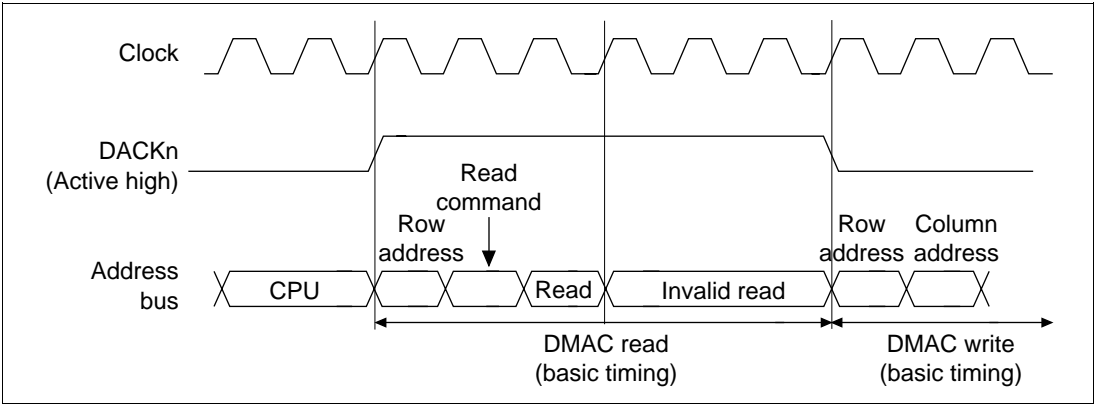 Clock
DACKn
(Active high)
Read
command
Row
address
Row
address
Column
address
Address
bus
CPU
Read
Invalid read
DMAC read
(basic timing)
DMAC write
(basic timing)